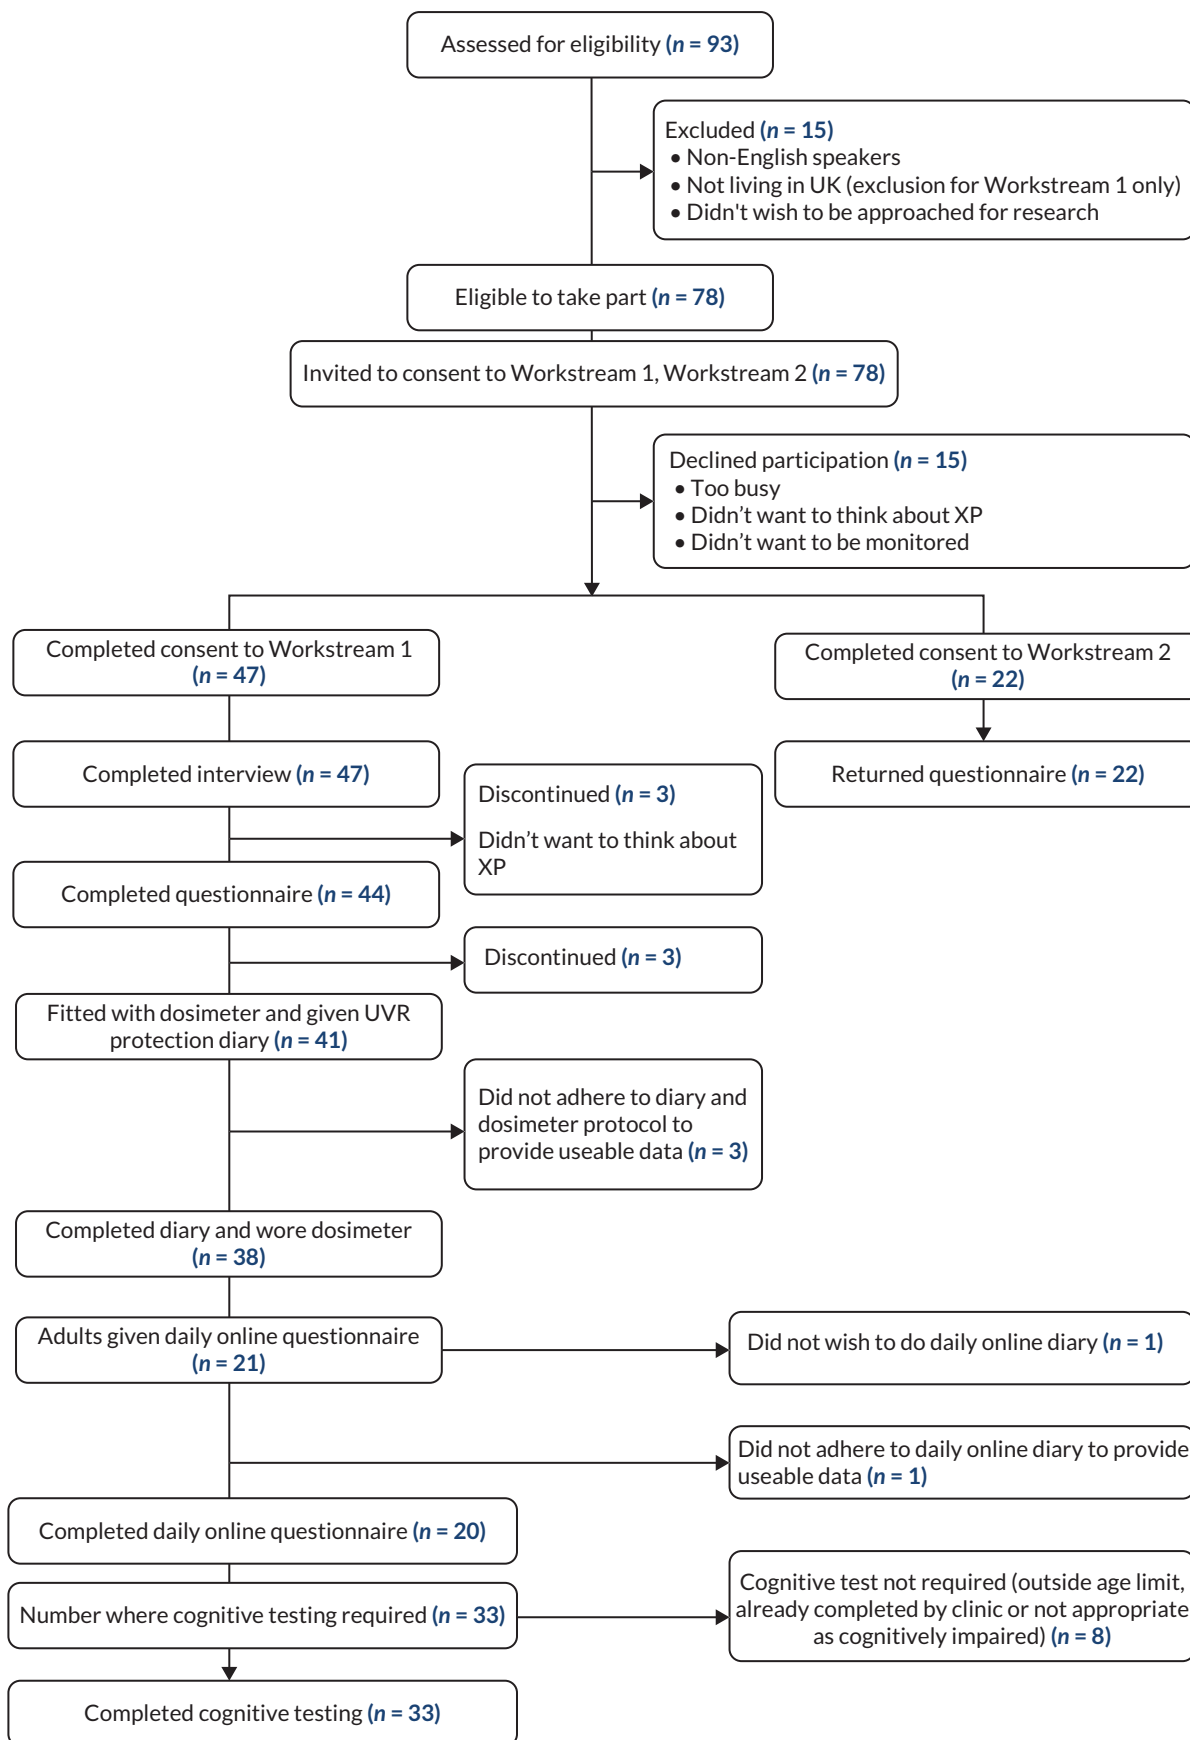 Assessed for eligibility (n = 93)
Excluded (n = 15)
• Non-English speakers
• Not living in UK (exclusion for Workstream 1 only)
• Didn't wish to be approached for research
Eligible to take part (n = 78)
Invited to consent to Workstream 1, Workstream 2 (n = 78)
Declined participation (n = 15)
• Too busy
• Didn’t want to think about XP
• Didn’t want to be monitored
Completed consent to Workstream 1
(n = 47)
Completed consent to Workstream 2
(n = 22)
Completed interview (n = 47)
Returned questionnaire (n = 22)
Discontinued (n = 3)
Didn’t want to think about
XP
Completed questionnaire (n = 44)
Discontinued (n = 3)
Fitted with dosimeter and given UVR
protection diary (n = 41)
Did not adhere to diary and
dosimeter protocol to
provide useable data (n = 3)
Completed diary and wore dosimeter
(n = 38)
Adults given daily online questionnaire
(n = 21)
Did not wish to do daily online diary (n = 1)
Did not adhere to daily online diary to provide
useable data (n = 1)
Completed daily online questionnaire (n = 20)
Number where cognitive testing required (n = 33)
Cognitive test not required (outside age limit,
already completed by clinic or not appropriate
as cognitively impaired) (n = 8)
Completed cognitive testing (n = 33)